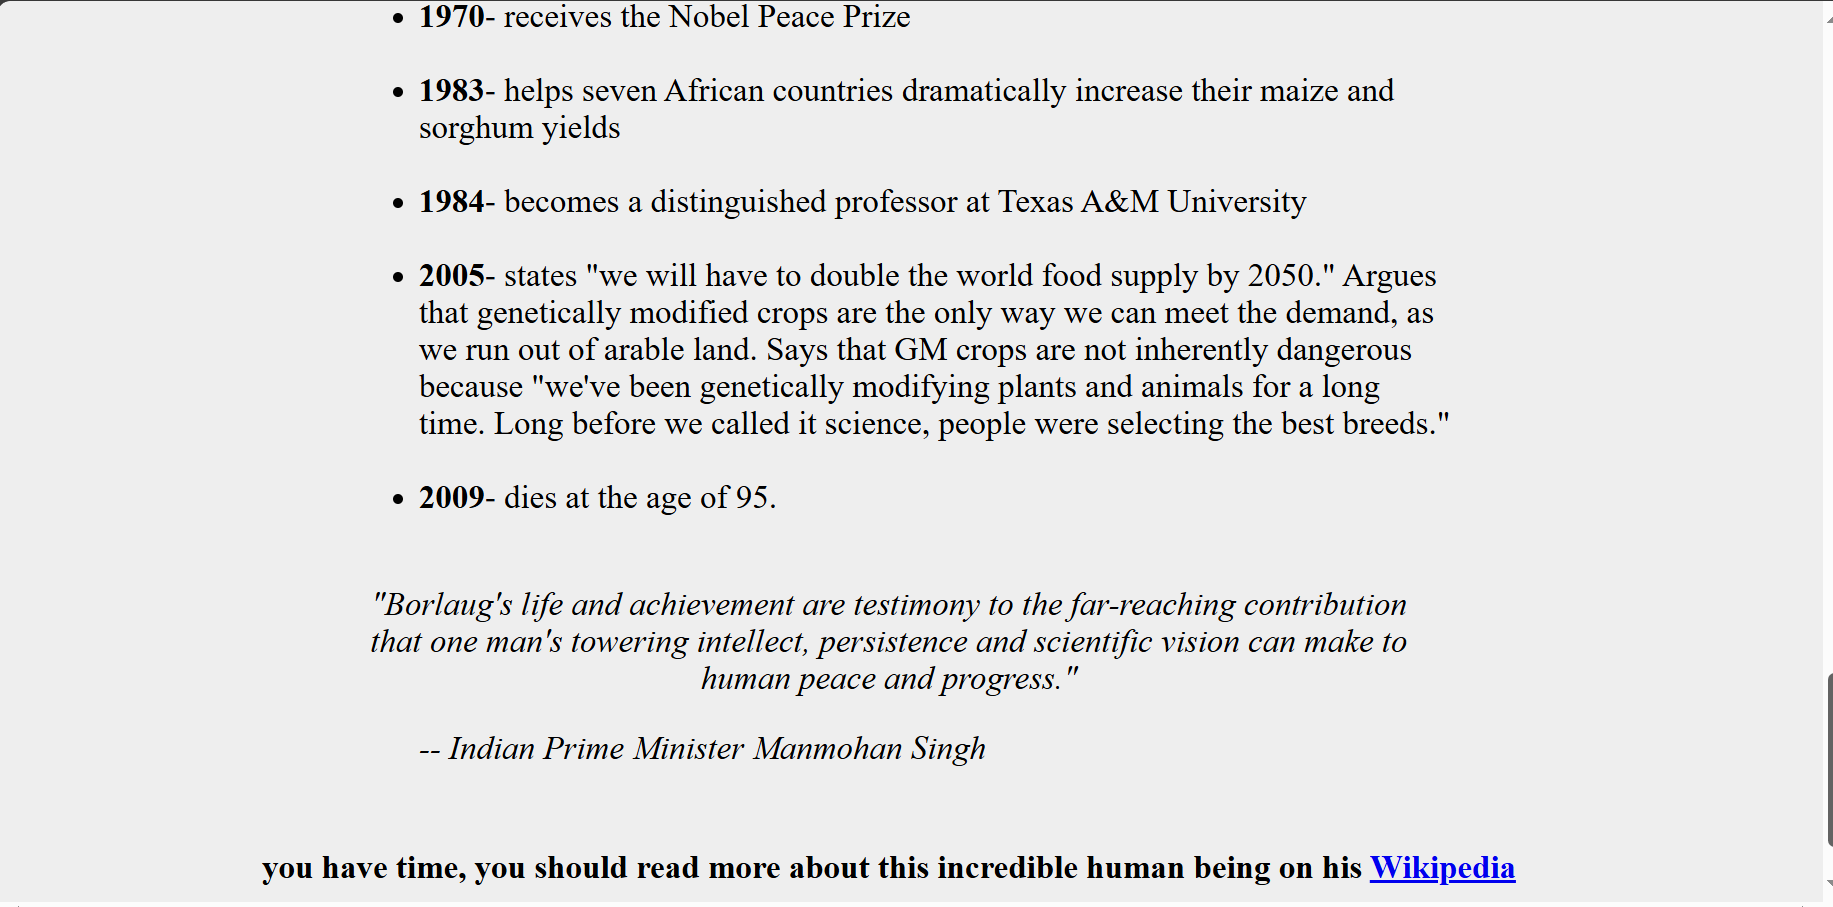 1970- receives the Nobel Peace Prize
1983- helps seven African countries dramatically increase their maize and
sorghum yields
1984- becomes a distinguished professor at Texas A&M University
2005- states "we will have to double the world food supply by 2050." Argues
that genetically modified crops are the only way we can meet the demand, as
we run out of arable land. Says that GM crops are not inherently dangerous
because "we've been genetically modifying plants and animals for a long
time. Long before we called it science, people were selecting the best breeds."
2009- dies at the age of 95.
"Borlaug's life and achievement are testimony to the far-reaching contribution
that one man's towering intellect, persistence and scientific vision can make to
human peace and progress."
-- Indian Prime Minister Manmohan Singh
you have time, you should read more about this incredible human being on his Wikipedia